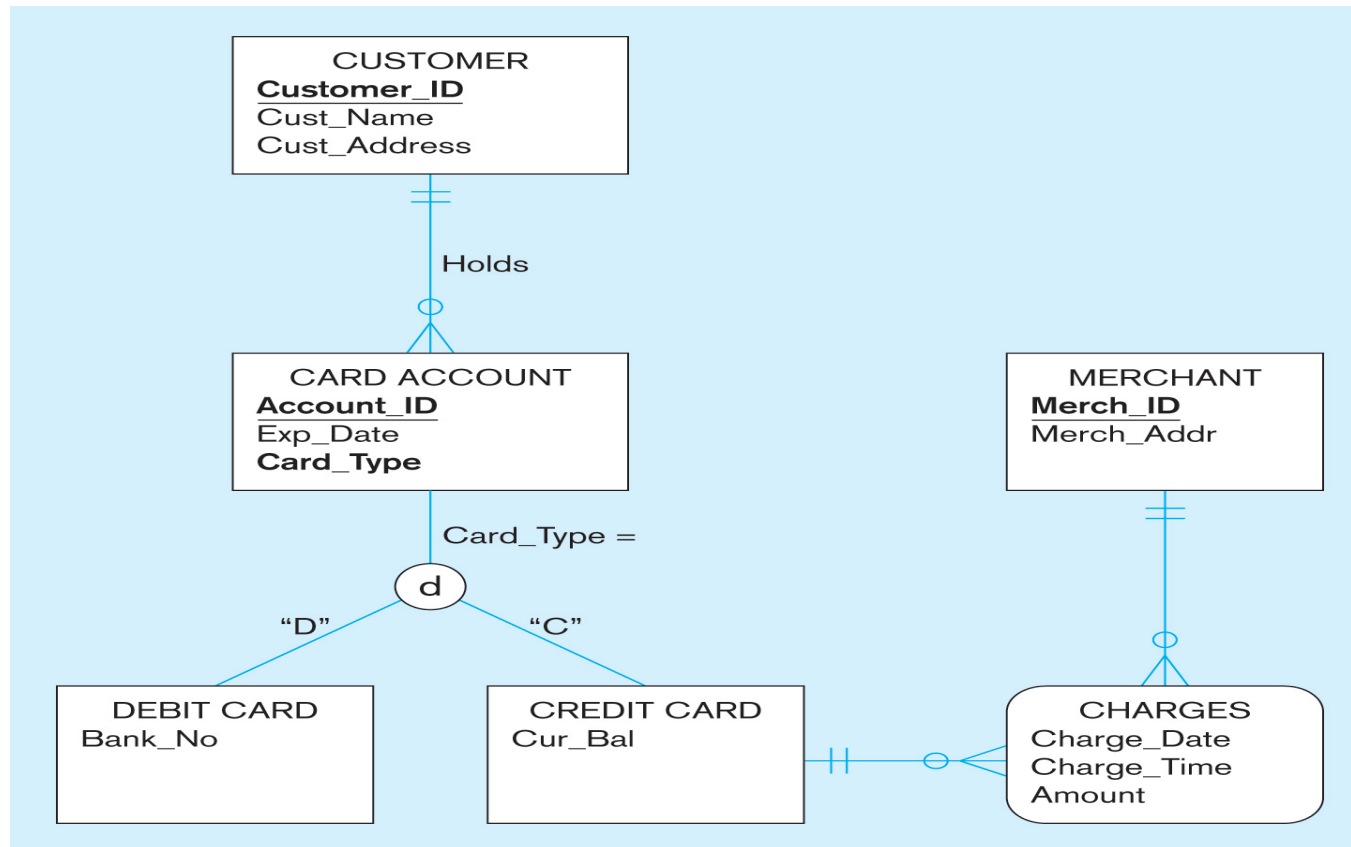 CUSTOMER
Customer_ID
Cust_Name
Cust_Address
Holds
CARD ACCOUNT
Account_ID
Exp_Date
Card_Type
MERCHANT
Merch_ID
Merch_Addr
Card_Type =
d
“D”
“C”
DEBIT CARD
Bank_No
CREDIT CARD
Cur_Bal
CHARGES
Charge_Date
Charge_Time
Amount